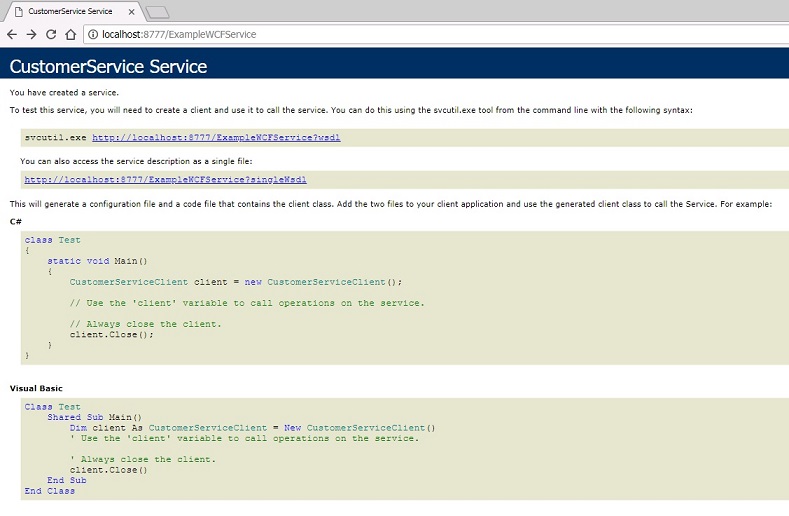 CustomerService Service
localhost:8777/ExampleWCFService
CustomerService Service
You have created a service.
To test this service, you will need to create a client and use it to call the service. You can do this using the svcutil.exe tool from the command line with the following syntax:
svcutil.exe http://localhost:8777/ExampleWCFService?wsdl
You can also access the service description as a single file:
http://localhost:8777/ExampleWCFService?singleWsdl
This will generate a configuration file and a code file that contains the client class. Add the two files to your client application and use the generated client class to call the Service. For example:
C#
class Test
{
    static void Main()
    {
        CustomerServiceClient client = new CustomerServiceClient();
        // Use the 'client' variable to call operations on the service.
        // Always close the client.
        client.Close();
    }
}
Visual Basic
Class Test
    Shared Sub Main()
        Dim client As CustomerServiceClient = New CustomerServiceClient()
        ' Use the 'client' variable to call operations on the service.
        ' Always close the client.
        client.Close()
    End Sub
End Class